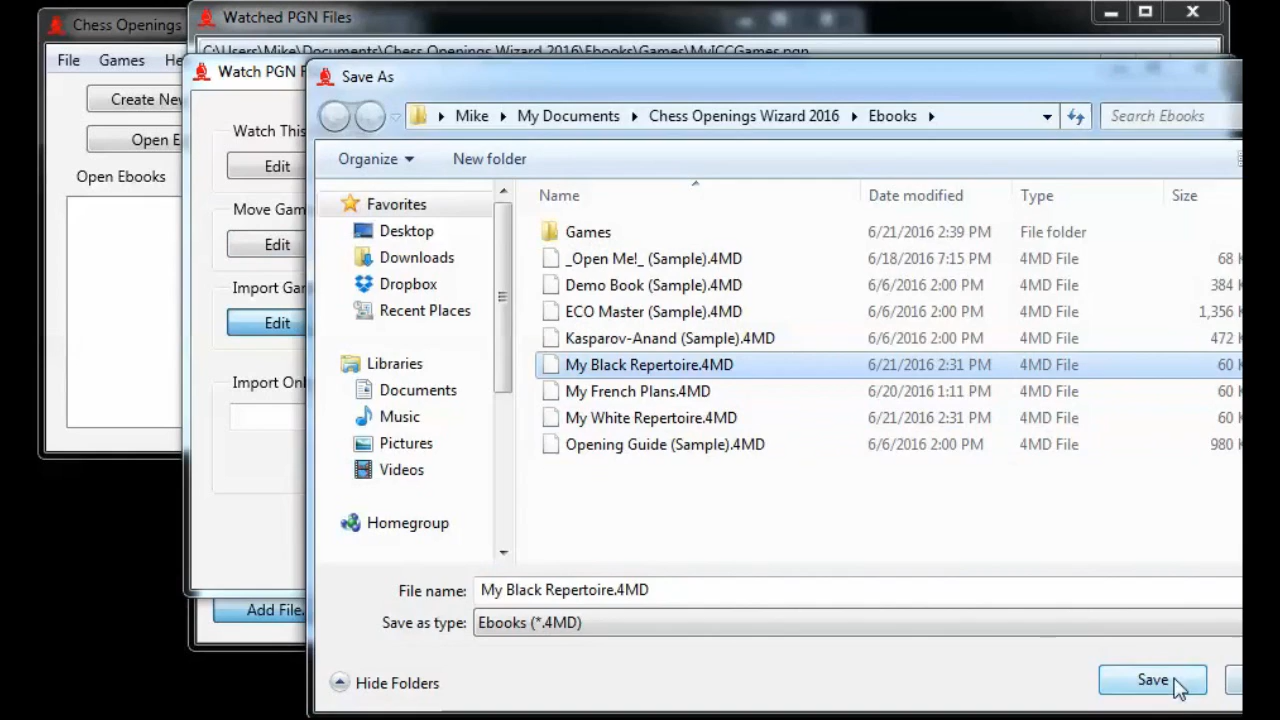 Chess Openings
Watched PGN Files
File Games He
C:\Users\Mike\Documents\Chess Openings Wizard 2016\Ebooks\Games\MyICCGames.pgn
Create New
Open E
Open Ebooks
Watch PGN F
Watch This
Edit
Move Gam
Edit
Import Gar
Edit
Import Onl
Add File.
Save As
Mike My Documents Chess Openings Wizard 2016 Ebooks
Search Ebooks
Organize New folder
Favorites
Desktop
Downloads
Dropbox
Recent Places
Libraries
Documents
Music
Pictures
Videos
Homegroup
Name Date modified Type Size
Games 6/21/2016 2:39 PM File folder
_Open Me!_ (Sample).4MD 6/18/2016 7:15 PM 4MD File 68 K
Demo Book (Sample).4MD 6/6/2016 2:00 PM 4MD File 384 K
ECO Master (Sample).4MD 6/6/2016 2:00 PM 4MD File 1,356 K
Kasparov-Anand (Sample).4MD 6/6/2016 2:00 PM 4MD File 472 K
My Black Repertoire.4MD 6/21/2016 2:31 PM 4MD File 60 K
My French Plans.4MD 6/20/2016 1:11 PM 4MD File 60 K
My White Repertoire.4MD 6/21/2016 2:31 PM 4MD File 60 K
Opening Guide (Sample).4MD 6/6/2016 2:00 PM 4MD File 980 K
File name: My Black Repertoire.4MD
Save as type: Ebooks (*.4MD)
Hide Folders
Save